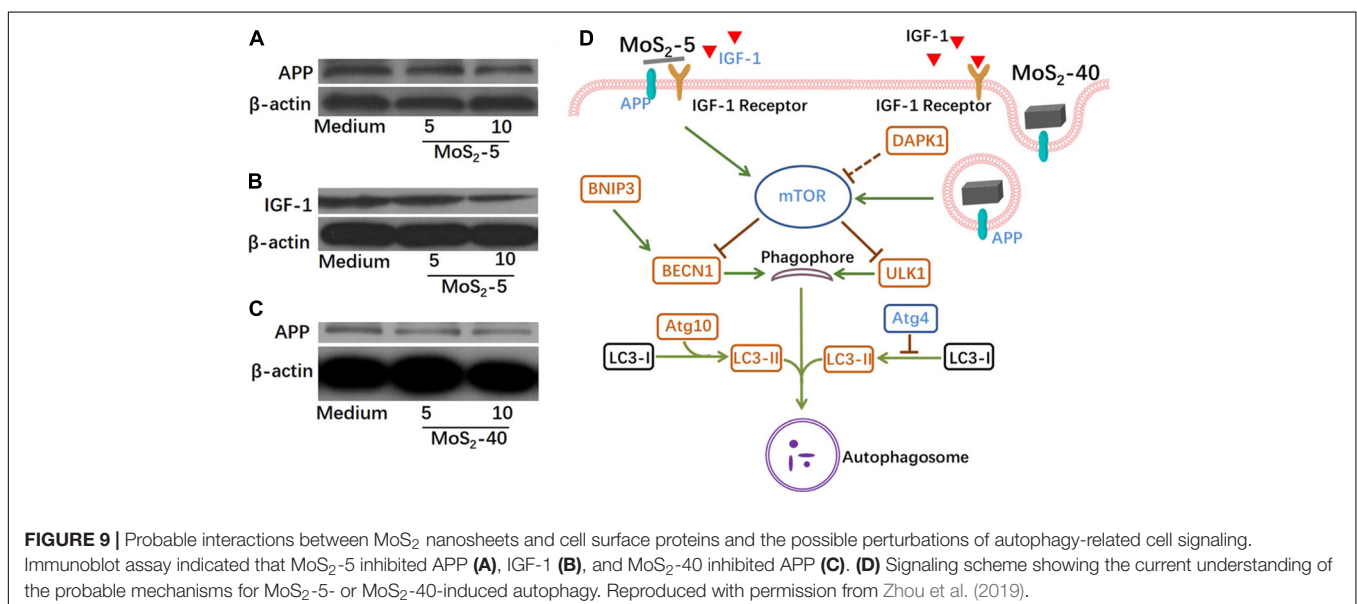 A
APP
β-actin
Medium 5 10
MoS₂-5
B
IGF-1
β-actin
Medium 5 10
MoS₂-5
C
APP
β-actin
Medium 5 10
MoS₂-40
D
MoS₂-5
IGF-1
APP
IGF-1 Receptor
IGF-1
IGF-1 Receptor
MoS₂-40
DAPK1
BNIP3
mTOR
APP
Phagophore
BECN1
ULK1
Atg10
Atg4
LC3-I
LC3-II
LC3-II
LC3-I
Autophagosome
FIGURE 9 | Probable interactions between MoS₂ nanosheets and cell surface proteins and the possible perturbations of autophagy-related cell signaling.
Immunoblot assay indicated that MoS₂-5 inhibited APP (A), IGF-1 (B), and MoS₂-40 inhibited APP (C). (D) Signaling scheme showing the current understanding of
the probable mechanisms for MoS₂-5- or MoS₂-40-induced autophagy. Reproduced with permission from Zhou et al. (2019).